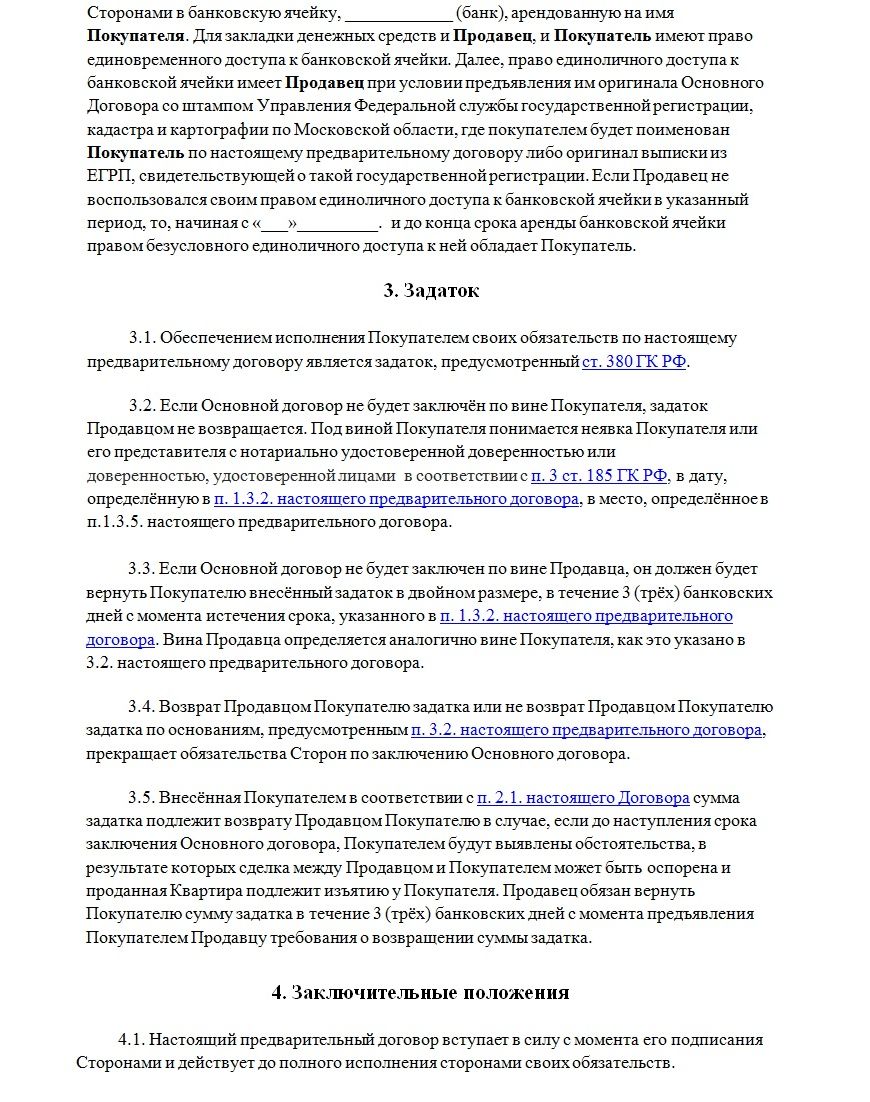 Сторонами в банковскую ячейку, _____________ (банк), арендованную на имя
Покупателя. Для закладки денежных средств и Продавец, и Покупатель имеют право
единовременного доступа к банковской ячейки. Далее, право единоличного доступа к
банковской ячейки имеет Продавец при условии предъявления им оригинала Основного
Договора со штампом Управления Федеральной службы государственной регистрации,
кадастра и картографии по Московской области, где покупателем будет поименован
Покупатель по настоящему предварительному договору либо оригинал выписки из
ЕГРП, свидетельствующей о такой государственной регистрации. Если Продавец не
воспользовался своим правом единоличного доступа к банковской ячейки в указанный
период, то, начиная с «___»__________. и до конца срока аренды банковской ячейки
правом безусловного единоличного доступа к ней обладает Покупатель.
3. Задаток
3.1. Обеспечением исполнения Покупателем своих обязательств по настоящему
предварительному договору является задаток, предусмотренный ст. 380 ГК РФ.
3.2. Если Основной договор не будет заключён по вине Покупателя, задаток
Продавцом не возвращается. Под виной Покупателя понимается неявка Покупателя или
его представителя с нотариально удостоверенной доверенностью или
доверенностью, удостоверенной лицами в соответствии с п. 3 ст. 185 ГК РФ, в дату,
определённую в п. 1.3.2. настоящего предварительного договора, в место, определённое в
п.1.3.5. настоящего предварительного договора.
3.3. Если Основной договор не будет заключен по вине Продавца, он должен будет
вернуть Покупателю внесённый задаток в двойном размере, в течение 3 (трёх) банковских
дней с момента истечения срока, указанного в п. 1.3.2. настоящего предварительного
договора. Вина Продавца определяется аналогично вине Покупателя, как это указано в
3.2. настоящего предварительного договора.
3.4. Возврат Продавцом Покупателю задатка или не возврат Продавцом Покупателю
задатка по основаниям, предусмотренным п. 3.2. настоящего предварительного договора,
прекращает обязательства Сторон по заключению Основного договора.
3.5. Внесённая Покупателем в соответствии с п. 2.1. настоящего Договора сумма
задатка подлежит возврату Продавцом Покупателю в случае, если до наступления срока
заключения Основного договора, Покупателем будут выявлены обстоятельства, в
результате которых сделка между Продавцом и Покупателем может быть оспорена и
проданная Квартира подлежит изъятию у Покупателя. Продавец обязан вернуть
Покупателю сумму задатка в течение 3 (трёх) банковских дней с момента предъявления
Покупателем Продавцу требования о возвращении суммы задатка.
4. Заключительные положения
4.1. Настоящий предварительный договор вступает в силу с момента его подписания
Сторонами и действует до полного исполнения сторонами своих обязательств.